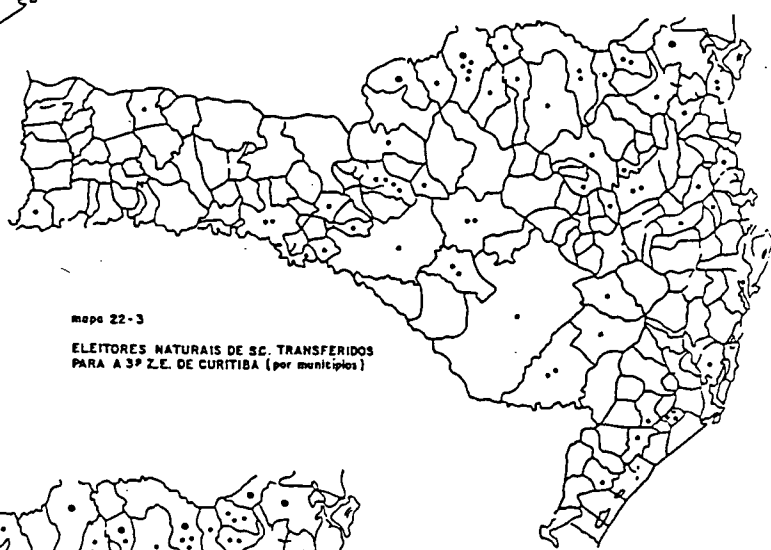 mapa 22-3
ELEITORES NATURAIS DE SC. TRANSFERIDOS
PARA A 3ª Z.E. DE CURITIBA (por municípios)